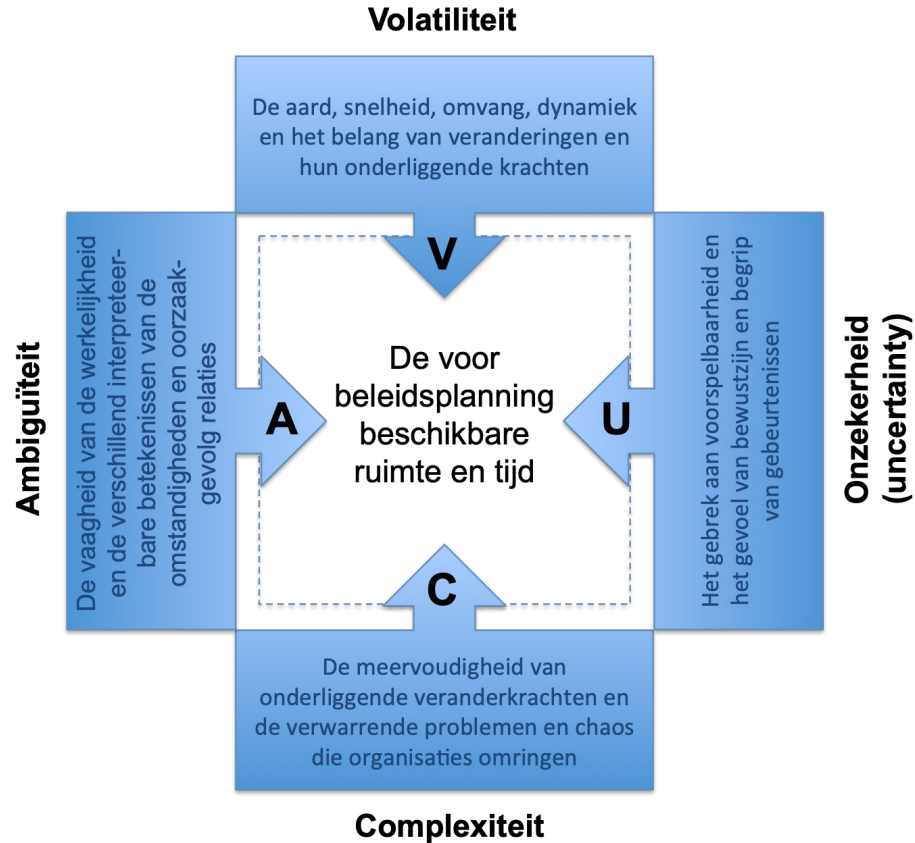 Volatiliteit
De aard, snelheid, omvang, dynamiek
en het belang van veranderingen en
hun onderliggende krachten
V
Ambiguïteit
De vaagheid van de werkelijkheid
en de verschillend interpreteer-
bare betekenissen van de
omstandigheden en oorzaak-
gevolg relaties
A
De voor
beleidsplanning
beschikbare
ruimte en tijd
U
Het gebrek aan voorspelbaarheid en
het gevoel van bewustzijn en begrip
van gebeurtenissen
Onzekerheid
(uncertainty)
C
De meervoudigheid van
onderliggende veranderkrachten en
de verwarrende problemen en chaos
die organisaties omringen
Complexiteit